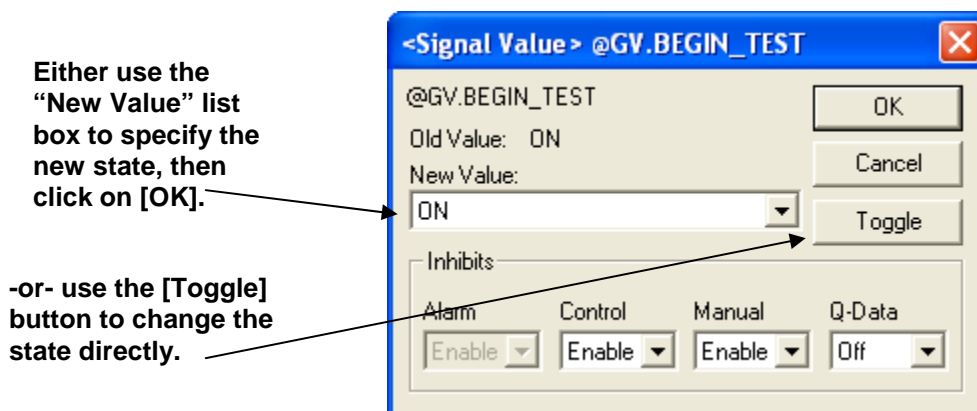 Either use the
“New Value” list
box to specify the
new state, then
click on [OK].
-or- use the [Toggle]
button to change the
state directly.
<Signal Value> @GV.BEGIN_TEST
@GV.BEGIN_TEST
OK
Old Value: ON
Cancel
New Value:
ON
Toggle
Inhibits
Alarm Control Manual Q-Data
Enable Enable Enable Off